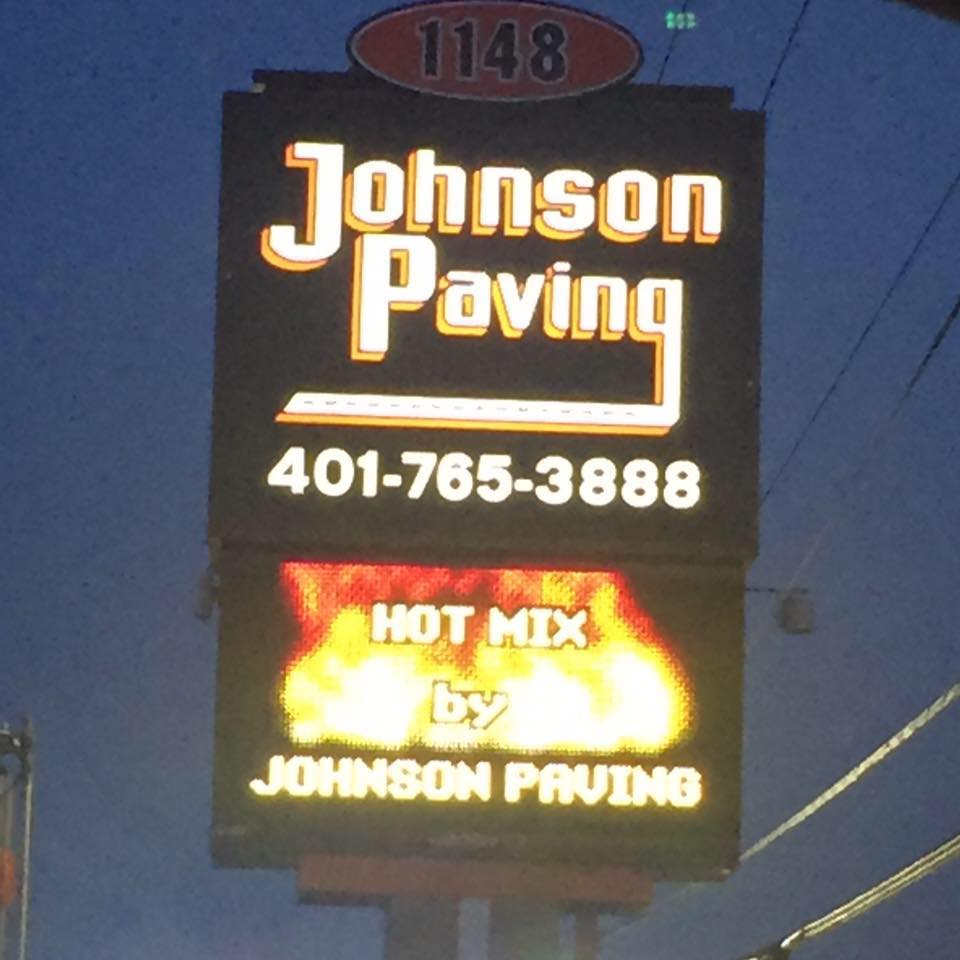 1148
Johnson
Paving
401-765-3888
HOT MIX
by
JOHNSON PAVING